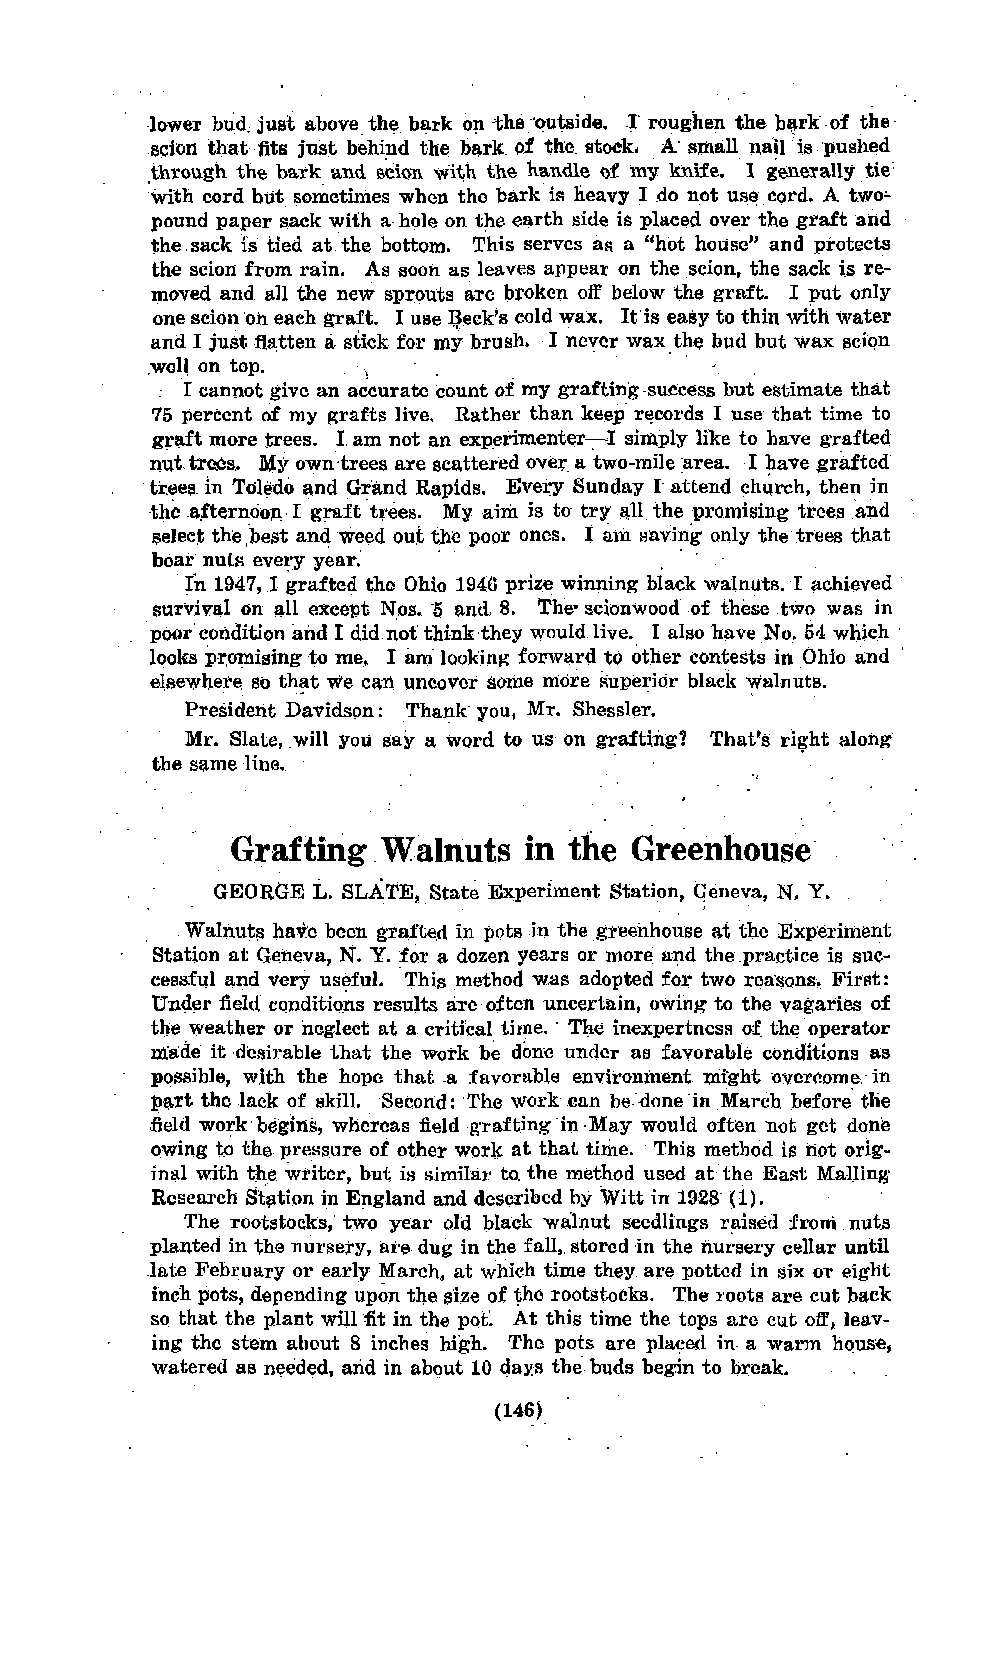 lower bud just above the bark on the outside. I roughen the bark of the
scion that fits just behind the bark of the stock. A small nail is pushed
through the bark and scion with the handle of my knife. I generally tie
with cord but sometimes when the bark is heavy I do not use cord. A two-
pound paper sack with a hole on the earth side is placed over the graft and
the sack is tied at the bottom. This serves as a "hot house" and protects
the scion from rain. As soon as leaves appear on the scion, the sack is re-
moved and all the new sprouts are broken off below the graft. I put only
one scion on each graft. I use Beck's cold wax. It is easy to thin with water
and I just flatten a stick for my brush. I never wax the bud but wax scion
well on top.
I cannot give an accurate count of my grafting success but estimate that
75 percent of my grafts live. Rather than keep records I use that time to
graft more trees. I am not an experimenter—I simply like to have grafted
nut trees. My own trees are scattered over a two-mile area. I have grafted
trees in Toledo and Grand Rapids. Every Sunday I attend church, then in
the afternoon I graft trees. My aim is to try all the promising trees and
select the best and weed out the poor ones. I am saving only the trees that
bear nuts every year.
In 1947, I grafted the Ohio 1946 prize winning black walnuts. I achieved
survival on all except Nos. 5 and 8. The scionwood of these two was in
poor condition and I did not think they would live. I also have No. 54 which
looks promising to me. I am looking forward to other contests in Ohio and
elsewhere so that we can uncover some more superior black walnuts.
President Davidson: Thank you, Mr. Shessler.
Mr. Slate, will you say a word to us on grafting? That's right along
the same line.
Grafting Walnuts in the Greenhouse
GEORGE L. SLATE, State Experiment Station, Geneva, N. Y.
Walnuts have been grafted in pots in the greenhouse at the Experiment
Station at Geneva, N. Y. for a dozen years or more and the practice is suc-
cessful and very useful. This method was adopted for two reasons. First:
Under field conditions results are often uncertain, owing to the vagaries of
the weather or neglect at a critical time. The inexpertness of the operator
made it desirable that the work be done under as favorable conditions as
possible, with the hope that a favorable environment might overcome in
part the lack of skill. Second: The work can be done in March before the
field work begins, whereas field grafting in May would often not get done
owing to the pressure of other work at that time. This method is not orig-
inal with the writer, but is similar to the method used at the East Malling
Research Station in England and described by Witt in 1928 (1).
The rootstocks, two year old black walnut seedlings raised from nuts
planted in the nursery, are dug in the fall, stored in the nursery cellar until
late February or early March, at which time they are potted in six or eight
inch pots, depending upon the size of the rootstocks. The roots are cut back
so that the plant will fit in the pot. At this time the tops are cut off, leav-
ing the stem about 8 inches high. The pots are placed in a warm house,
watered as needed, and in about 10 days the buds begin to break.
(146)